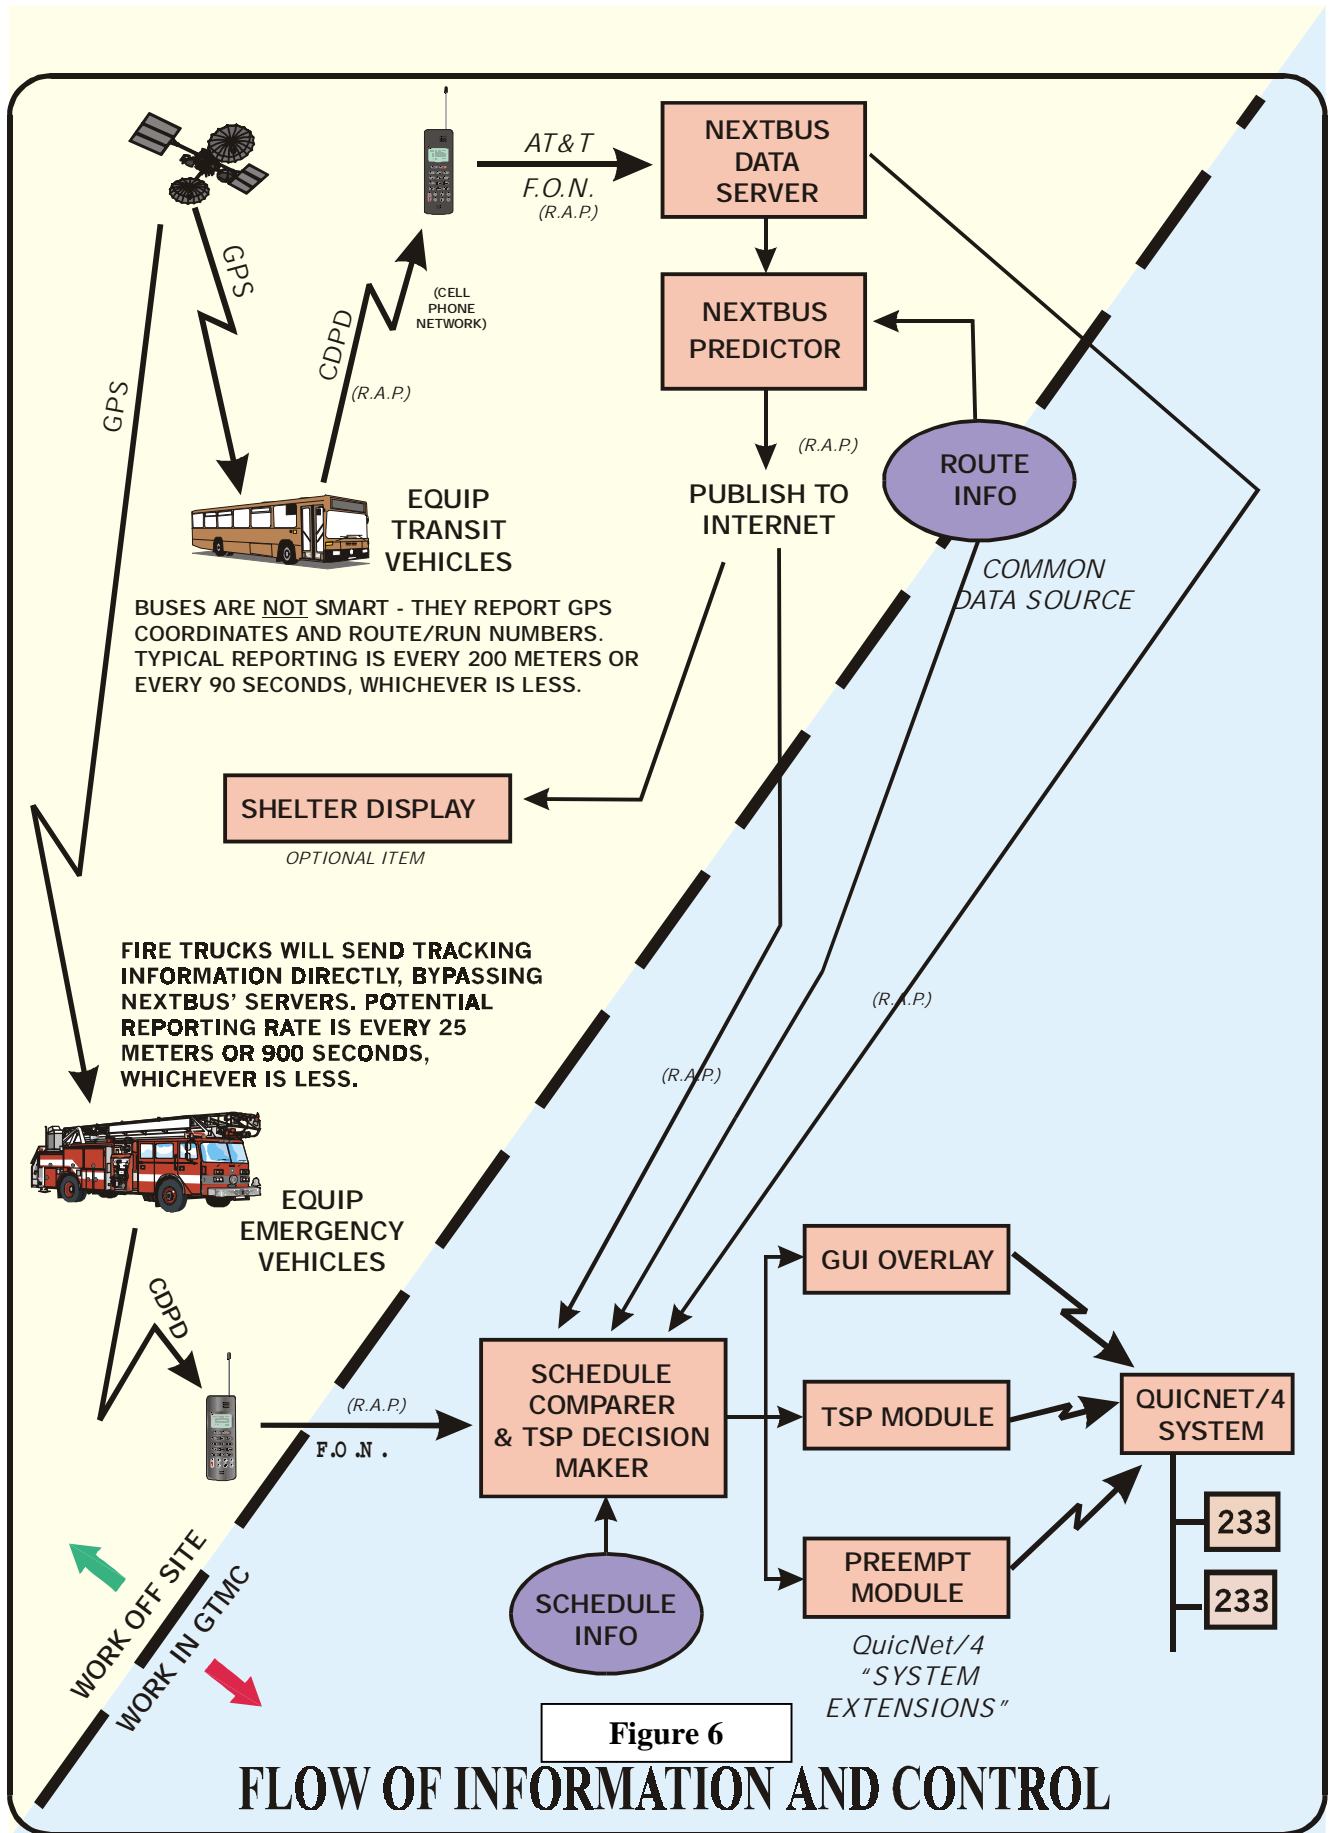 AT&T
F.O.N.
(R.A.P.)
NEXTBUS
DATA
SERVER
GPS
(CELL
PHONE
NETWORK)
CDPD
(R.A.P.)
NEXTBUS
PREDICTOR
GPS
(R.A.P.)
ROUTE
INFO
PUBLISH TO
INTERNET
EQUIP
TRANSIT
VEHICLES
COMMON
DATA SOURCE
BUSES ARE NOT SMART - THEY REPORT GPS
COORDINATES AND ROUTE/RUN NUMBERS.
TYPICAL REPORTING IS EVERY 200 METERS OR
EVERY 90 SECONDS, WHICHEVER IS LESS.
SHELTER DISPLAY
OPTIONAL ITEM
FIRE TRUCKS WILL SEND TRACKING
INFORMATION DIRECTLY, BYPASSING
NEXTBUS' SERVERS. POTENTIAL
REPORTING RATE IS EVERY 25
METERS OR 900 SECONDS,
WHICHEVER IS LESS.
(R.A.P.)
(R.A.P.)
EQUIP
EMERGENCY
VEHICLES
CDPD
(R.A.P.)
F.O.N.
SCHEDULE
COMPARER
& TSP DECISION
MAKER
GUI OVERLAY
TSP MODULE
PREEMPT
MODULE
QUICNET/4
SYSTEM
233
233
SCHEDULE
INFO
QuicNet/4
“SYSTEM
EXTENSIONS”
WORK OFF SITE
WORK IN GTMC
Figure 6
FLOW OF INFORMATION AND CONTROL